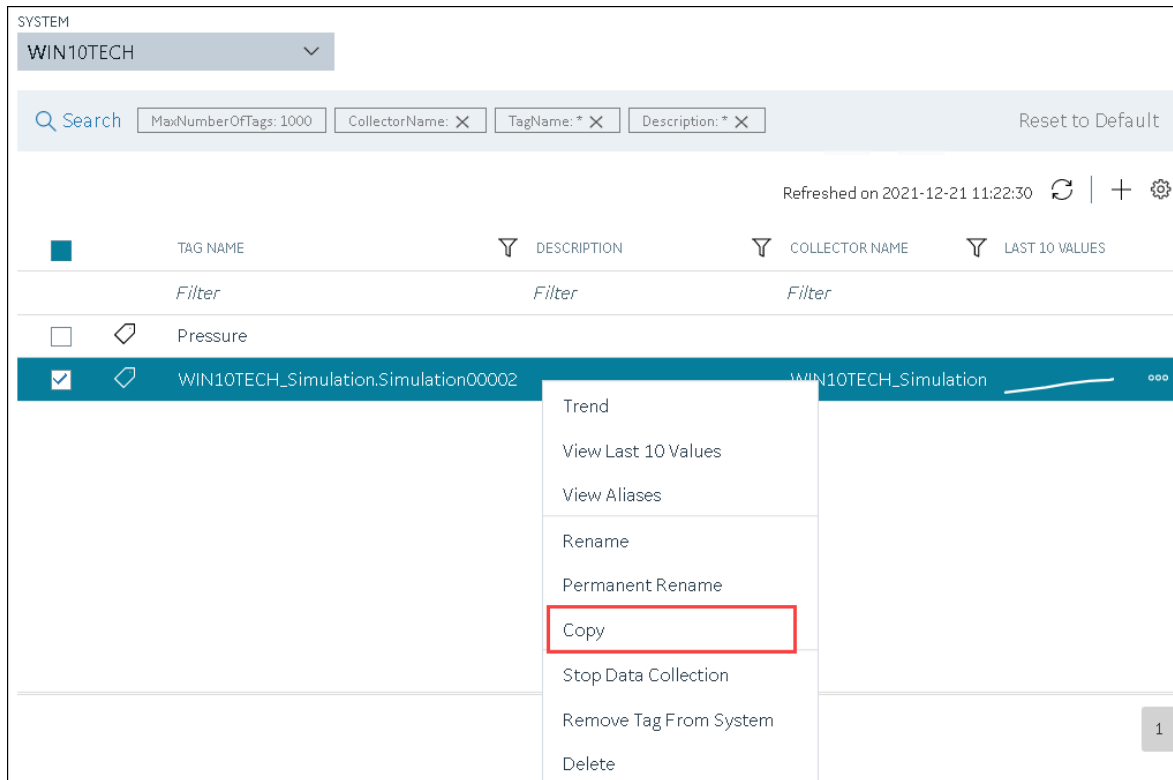 SYSTEM
WIN10TECH
Search MaxNumberOfTags: 1000 CollectorName: TagName: * Description: * Reset to Default
Refreshed on 2021-12-21 11:22:30
TAG NAME DESCRIPTION COLLECTOR NAME LAST 10 VALUES
Filter Filter Filter
Pressure
WIN10TECH_Simulation.Simulation00002 WIN10TECH_Simulation
Trend
View Last 10 Values
View Aliases
Rename
Permanent Rename
Copy
Stop Data Collection
Remove Tag From System
1
Delete